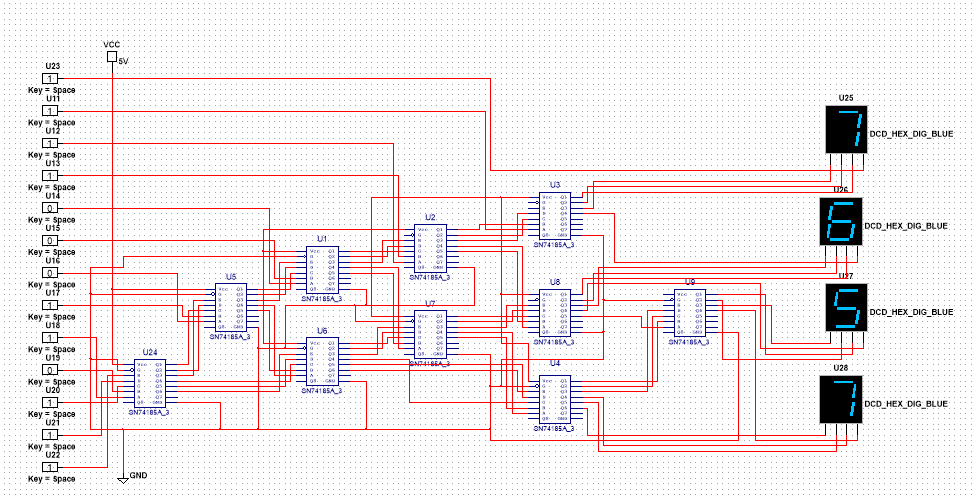 VCC
5V
U23
1
Key = Space
U11
1
Key = Space
U12
1
Key = Space
U13
1
Key = Space
U14
0
Key = Space
U15
0
Key = Space
U16
0
Key = Space
U17
1
Key = Space
U18
1
Key = Space
U19
0
Key = Space
U20
1
Key = Space
U21
1
Key = Space
U22
1
Key = Space
GND
U24
SN74185A_3
U5
SN74185A_3
U1
SN74185A_3
U6
SN74185A_3
U2
SN74185A_3
U7
SN74185A_3
U3
SN74185A_3
U8
SN74185A_3
U4
SN74185A_3
U9
SN74185A_3
U25
7
DCD_HEX_DIG_BLUE
U26
6
DCD_HEX_DIG_BLUE
U27
5
DCD_HEX_DIG_BLUE
U28
7
DCD_HEX_DIG_BLUE